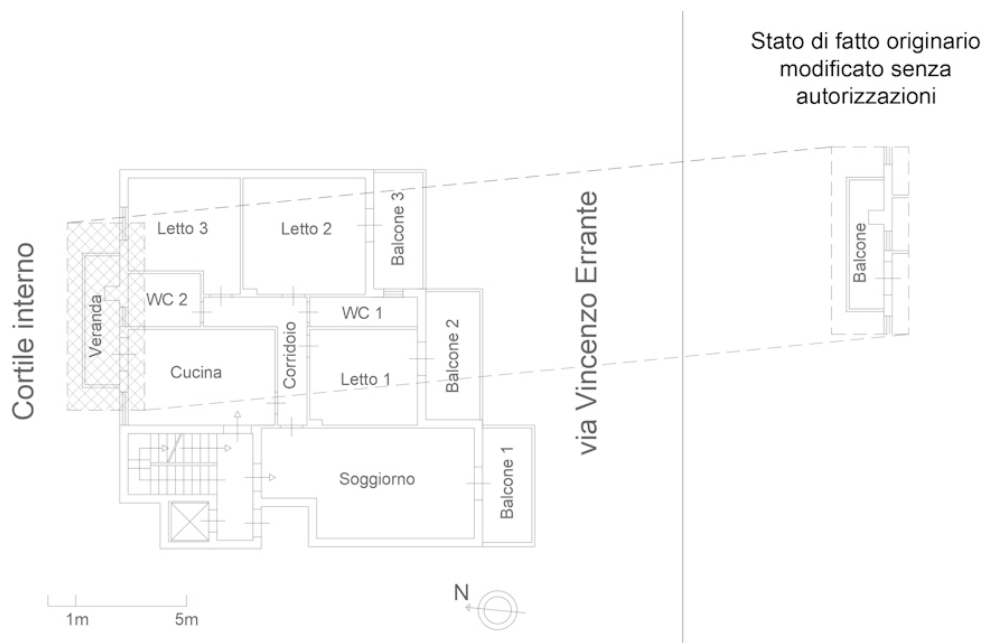 Stato di fatto originario
modificato senza
autorizzazioni
Cortile interno
Veranda
Letto 3
Letto 2
Balcone 3
WC 2
WC 1
Corridoio
Cucina
Letto 1
Balcone 2
Soggiorno
Balcone 1
via Vincenzo Errante
Balcone
1m
5m
N